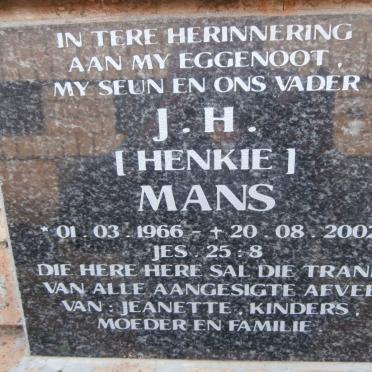 IN TERE HERINNERING
AAN MY EGGENOOT,
MY SEUN EN ONS VADER
J. H.
[HENKIE]
MANS
* 01. 03. 1966 - + 20. 08. 2002
JES. 25:8
DIE HERE HERE SAL DIE TRANE
VAN ALLE AANGESIGTE AFVEE
VAN: JEANETTE, KINDERS,
MOEDER EN FAMILIE